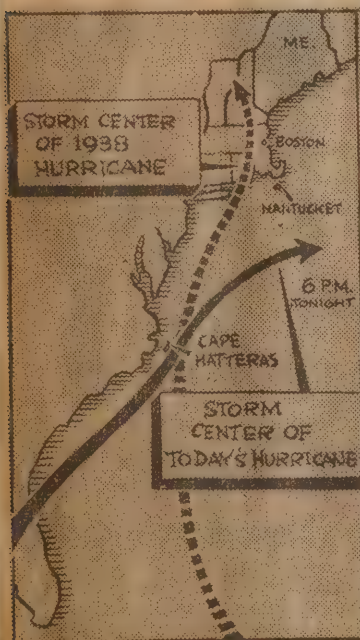 ME.
STORM CENTER
OF 1938
HURRICANE
BOSTON
NANTUCKET
6 P.M.
TONIGHT
CAPE
HATTERAS
STORM
CENTER OF
TODAY'S HURRICANE